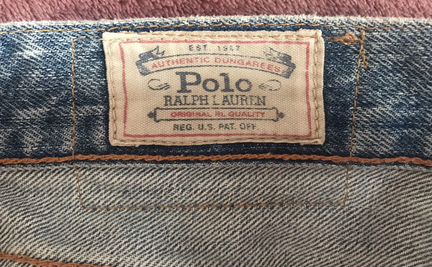 EST. 1967
AUTHENTIC DUNGAREES
Polo
RALPH LAUREN
ORIGINAL RL QUALITY
REG. U.S. PAT. OFF